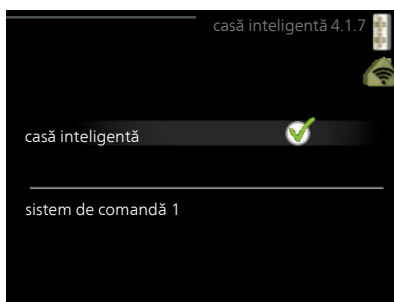 casă inteligentă 4.1.7
casă inteligentă
sistem de comandă 1